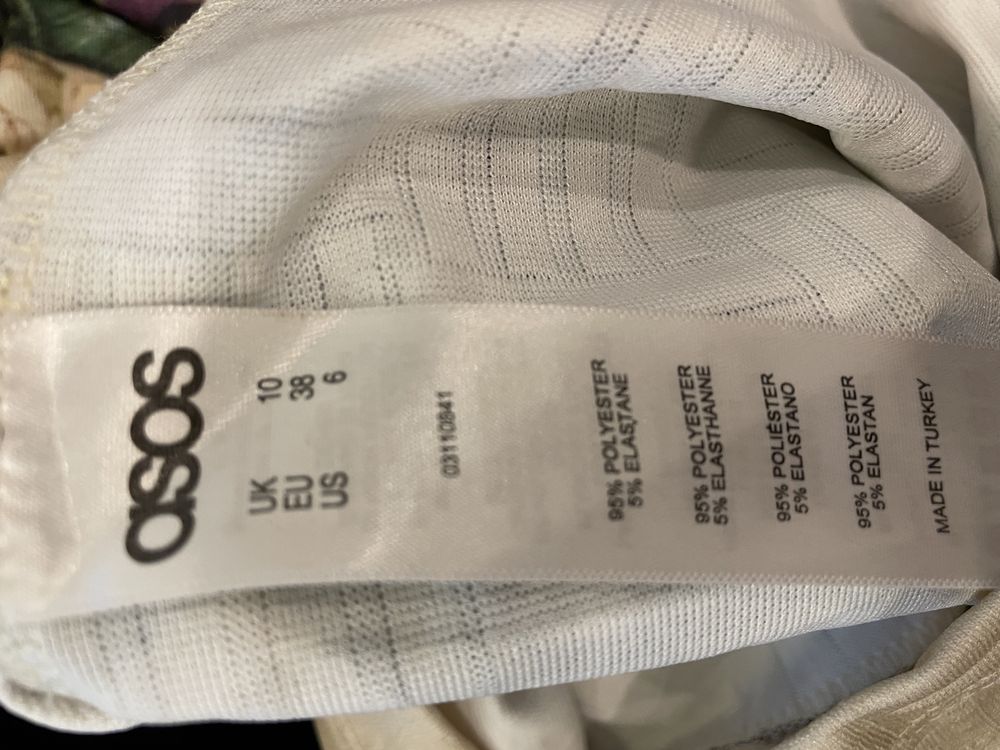 asos
UK 10
EU 38
US 6
03110841
95% POLYESTER
5% ELASTANE
95% POLYESTER
5% ELASTHANNE
95% POLIÉSTER
5% ELASTANO
95% POLYESTER
5% ELASTAN
MADE IN TURKEY